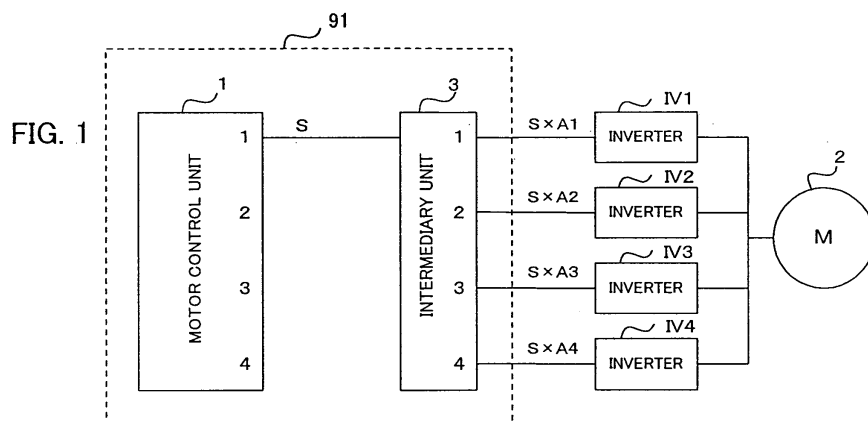 91
FIG. 1
1
MOTOR CONTROL UNIT
1
2
3
4
S
3
INTERMEDIARY UNIT
1
2
3
4
S×A1
IV1
INVERTER
S×A2
IV2
INVERTER
S×A3
IV3
INVERTER
S×A4
IV4
INVERTER
2
M